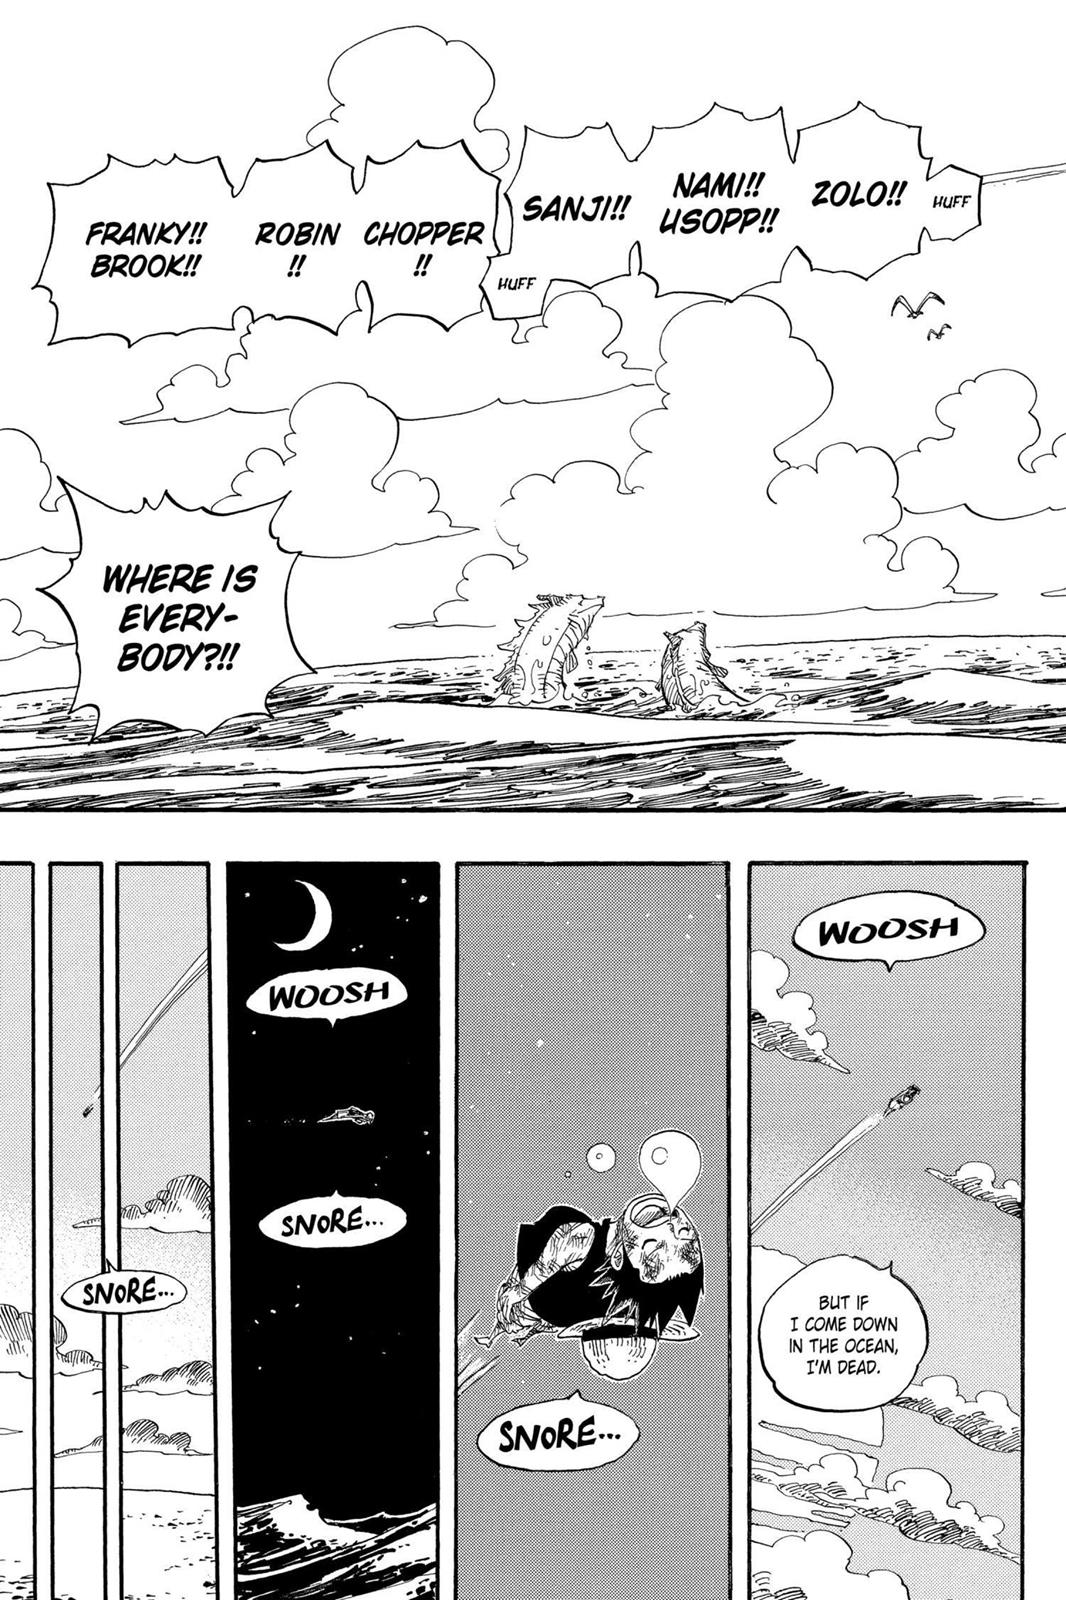 HUFF
ZOLO!!
NAMI!!
USOPP!!
SANJI!!
HUFF
CHOPPER
!!
ROBIN
!!
FRANKY!!
BROOK!!
WHERE IS
EVERY-
BODY?!!
WOOSH
BUT IF
I COME DOWN
IN THE OCEAN,
I'M DEAD.
SNORE...
WOOSH
SNORE...
SNORE...